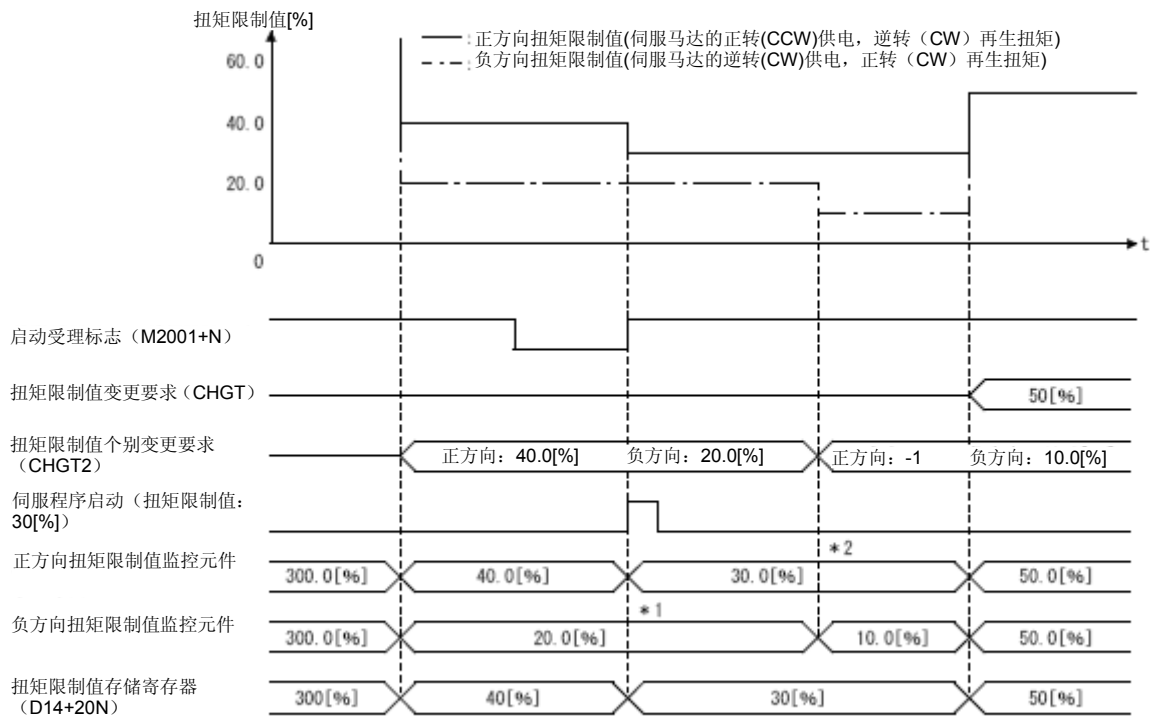 扭矩限制值[%]
——：正方向扭矩限制值(伺服马达的正转(CCW)供电，逆转（CW）再生扭矩)
—·—：负方向扭矩限制值(伺服马达的逆转(CW)供电，正转（CW）再生扭矩)
60.0
40.0
20.0
0
t
启动受理标志（M2001+N）
扭矩限制值变更要求（CHGT）
50[%]
扭矩限制值个别变更要求
（CHGT2）
正方向：40.0[%] 负方向：20.0[%] 正方向：-1 负方向：10.0[%]
伺服程序启动（扭矩限制值：
30[%]）
正方向扭矩限制值监控元件
*2
300.0[%] 40.0[%] 30.0[%] 50.0[%]
*1
负方向扭矩限制值监控元件
300.0[%] 20.0[%] 10.0[%] 50.0[%]
扭矩限制值存储寄存器
（D14+20N）
300[%] 40[%] 30[%] 50[%]